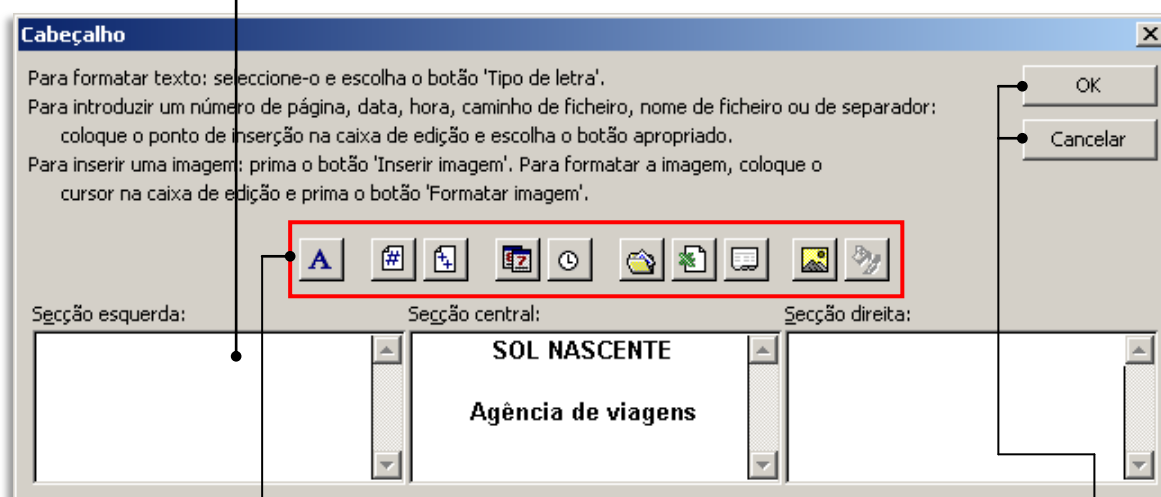 Cabeçalho
Para formatar texto: seleccione-o e escolha o botão 'Tipo de letra'.
Para introduzir um número de página, data, hora, caminho de ficheiro, nome de ficheiro ou de separador:
coloque o ponto de inserção na caixa de edição e escolha o botão apropriado.
Para inserir uma imagem: prima o botão 'Inserir imagem'. Para formatar a imagem, coloque o
cursor na caixa de edição e prima o botão 'Formatar imagem'.
OK
Cancelar
A
Secção esquerda:
Secção central:
Secção direita:
SOL NASCENTE
Agência de viagens